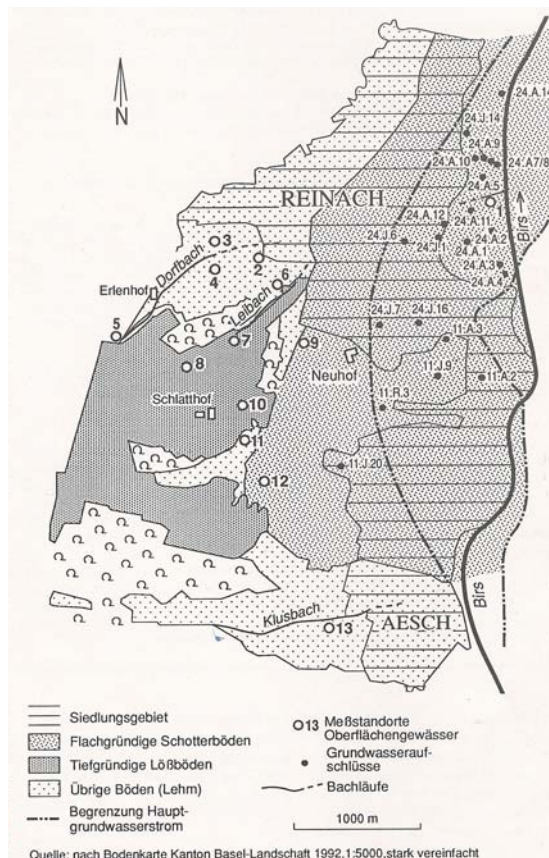 N
24.A.14
24.J.14
24.A.9
24.A.10
24.A.7/8
24.A.5
REINACH
1
24.A.12
24.A.11
Birs
3
24.J.6
24.J.1
24.A.2
24.A.1
Dorfbach
2
24.A.3
4
6
24.A.4
Erlenhof
Leibach
24.J.7
24.J.16
5
11.A.3
7
9
8
Neuhof
11.J.9
11.A.2
Schlatthof
10
11.R.3
11
11.J.20
12
Klusbach
Birs
13
AESCH
Siedlungsgebiet
Flachgründige Schotterböden
Tiefgründige Lößböden
Übrige Böden (Lehm)
Begrenzung Haupt-
grundwasserstrom
13 Meßstandorte
Oberflächengewässer
Grundwasserauf-
schlüsse
Bachläufe
1000 m
Quelle: nach Bodenkarte Kanton Basel-Landschaft 1992,1:5000,stark vereinfacht